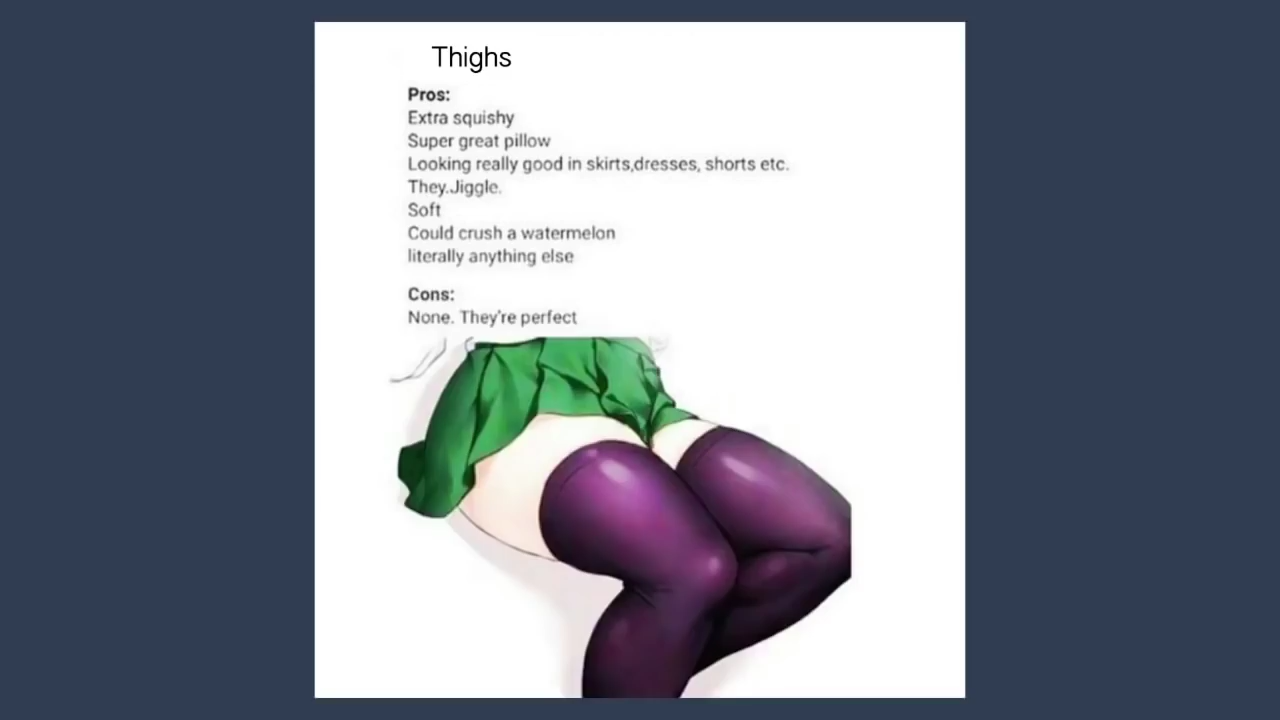 Thighs
Pros:
Extra squishy
Super great pillow
Looking really good in skirts,dresses, shorts etc.
They.Jiggle.
Soft
Could crush a watermelon
literally anything else
Cons:
None. They're perfect